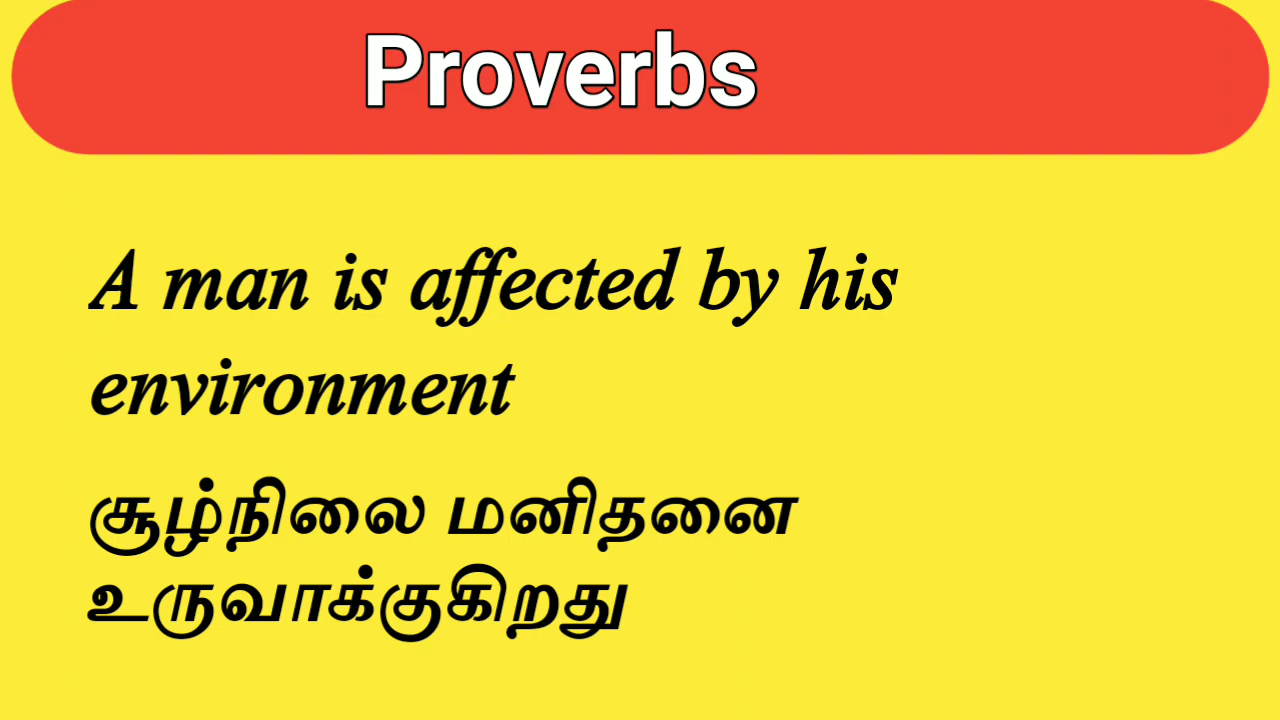 Proverbs
A man is affected by his
environment
சூழ்நிலை மனிதனை
உருவாக்குகிறது